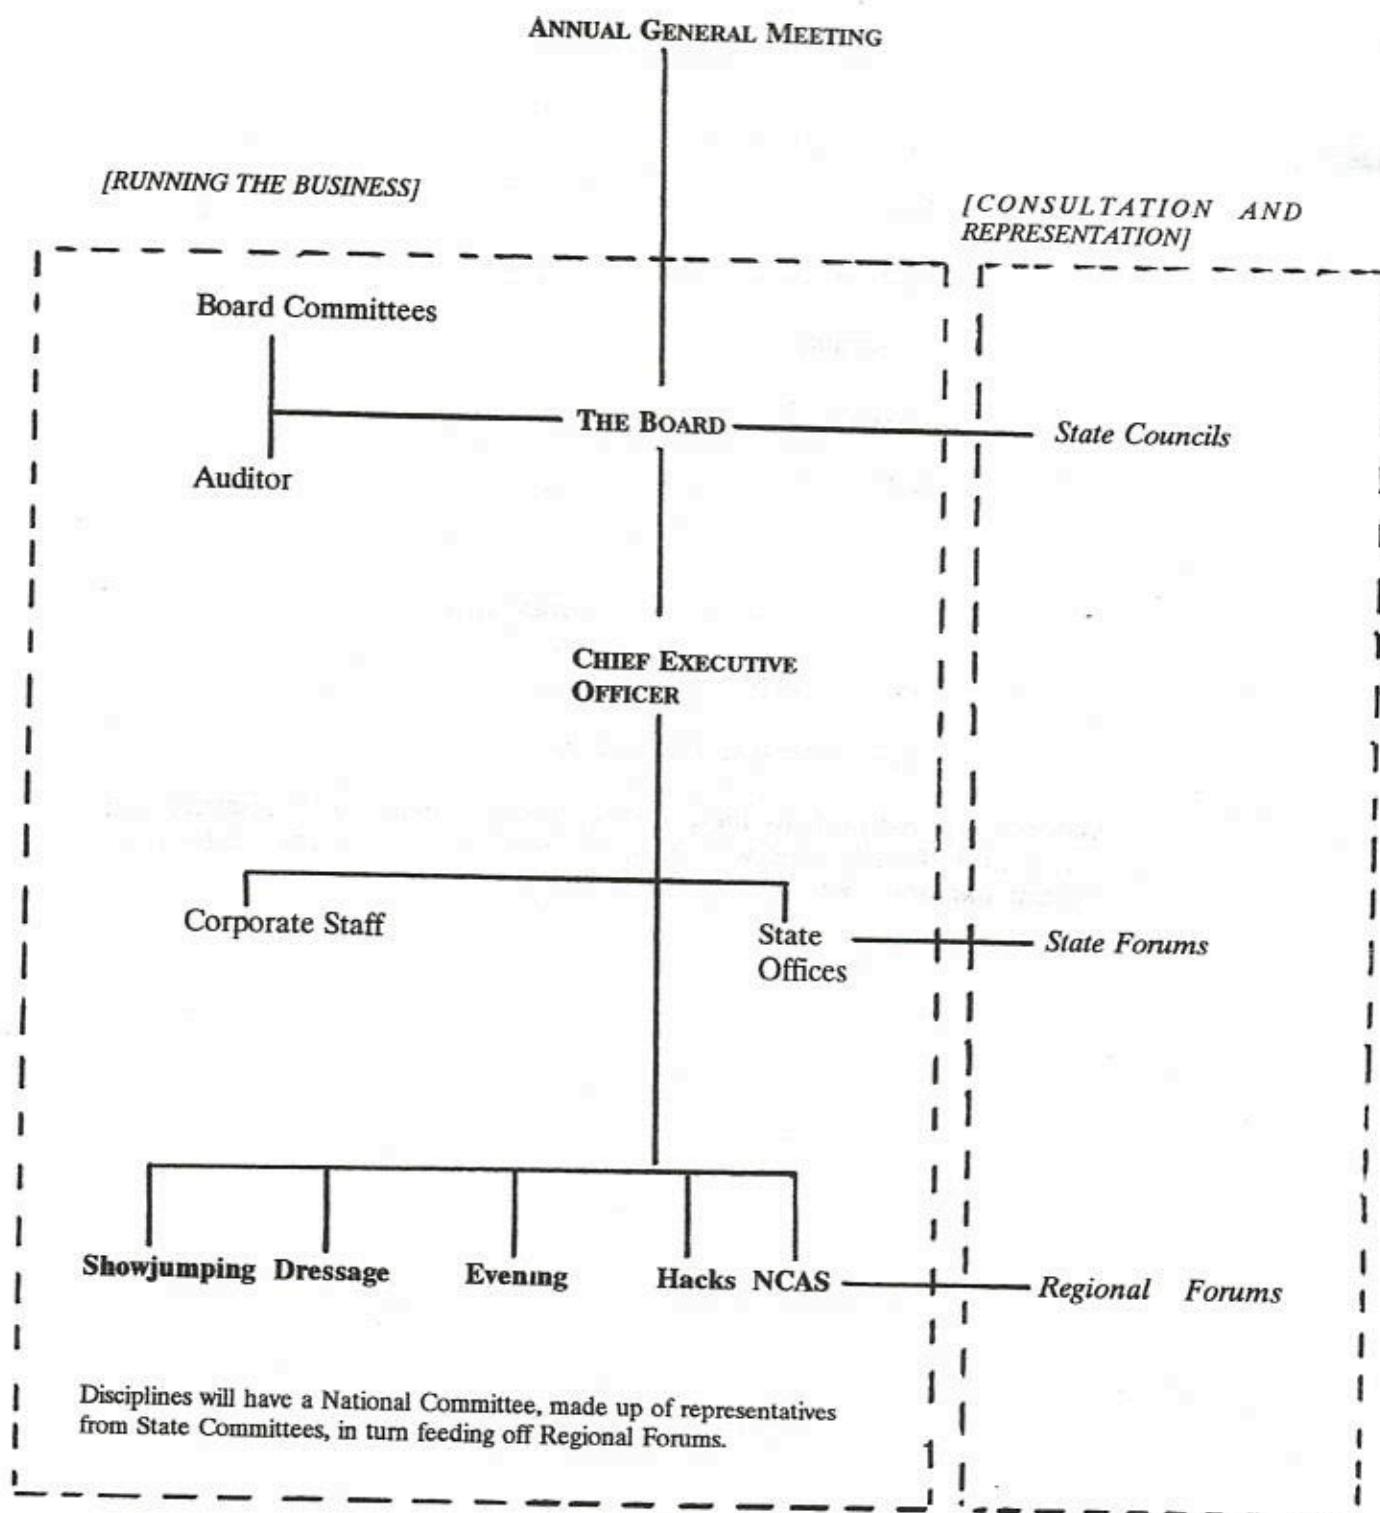 ANNUAL GENERAL MEETING
[RUNNING THE BUSINESS]
[CONSULTATION AND
REPRESENTATION]
Board Committees
THE BOARD
State Councils
Auditor
CHIEF EXECUTIVE
OFFICER
Corporate Staff
State
Offices
State Forums
Showjumping Dressage Evening Hacks NCAS
Regional Forums
Disciplines will have a National Committee, made up of representatives
from State Committees, in turn feeding off Regional Forums.